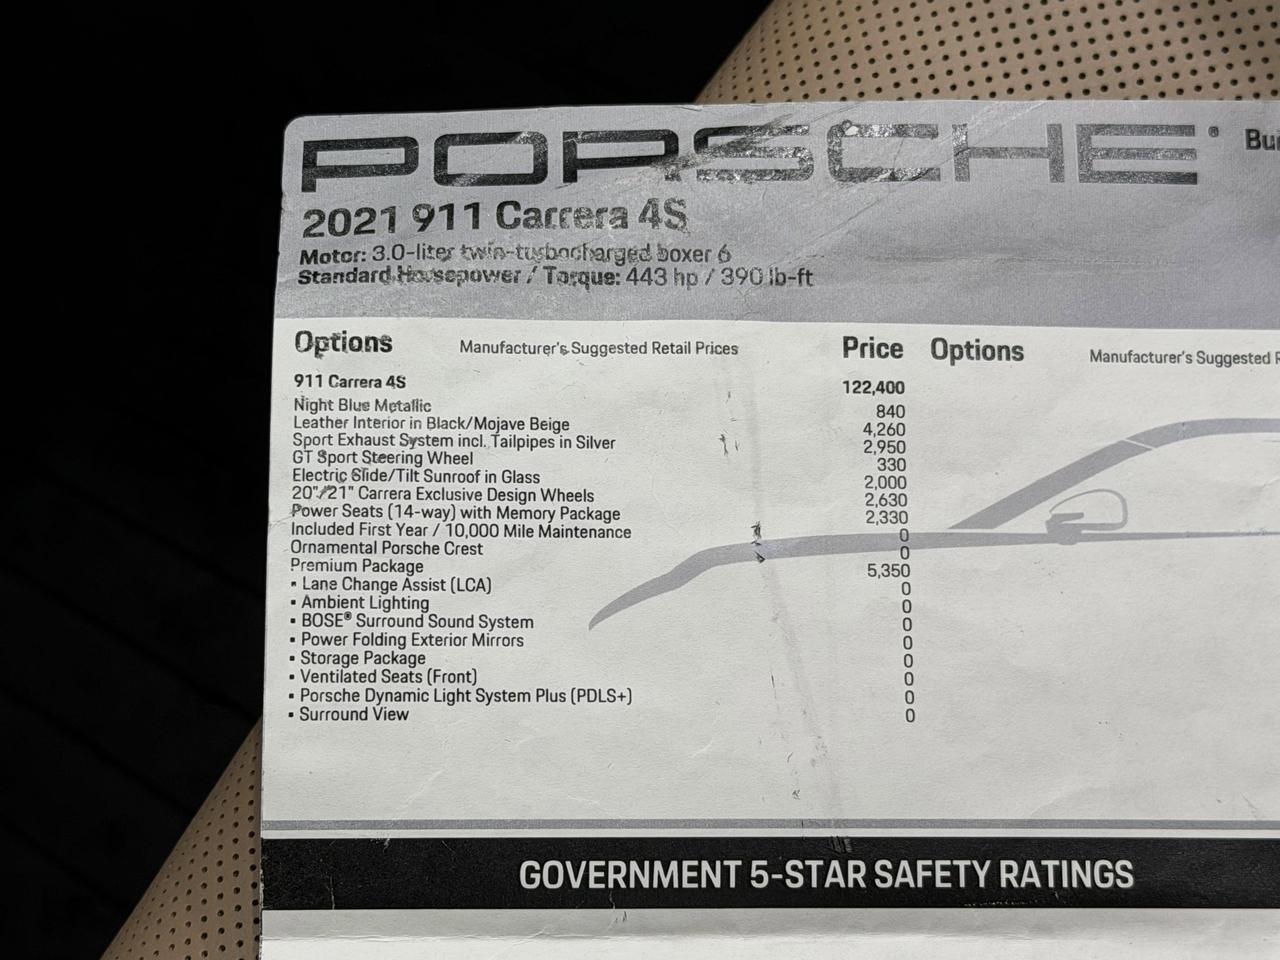 PORSCHE®
2021 911 Carrera 4S
Motor: 3.0-liter twin-turbocharged boxer 6
Standard Horsepower / Torque: 443 hp / 390 lb-ft
Options Manufacturer's Suggested Retail Prices Price Options Manufacturer's Suggested
911 Carrera 4S 122,400
Night Blue Metallic 840
Leather Interior in Black/Mojave Beige 4,260
Sport Exhaust System incl. Tailpipes in Silver 2,950
GT Sport Steering Wheel 330
Electric Slide/Tilt Sunroof in Glass 2,000
20"/21" Carrera Exclusive Design Wheels 2,630
Power Seats (14-way) with Memory Package 2,330
Included First Year / 10,000 Mile Maintenance 0
Ornamental Porsche Crest 0
Premium Package 5,350
▪ Lane Change Assist (LCA) 0
▪ Ambient Lighting 0
▪ BOSE® Surround Sound System 0
▪ Power Folding Exterior Mirrors 0
▪ Storage Package 0
▪ Ventilated Seats (Front) 0
▪ Porsche Dynamic Light System Plus (PDLS+) 0
▪ Surround View 0
GOVERNMENT 5-STAR SAFETY RATINGS